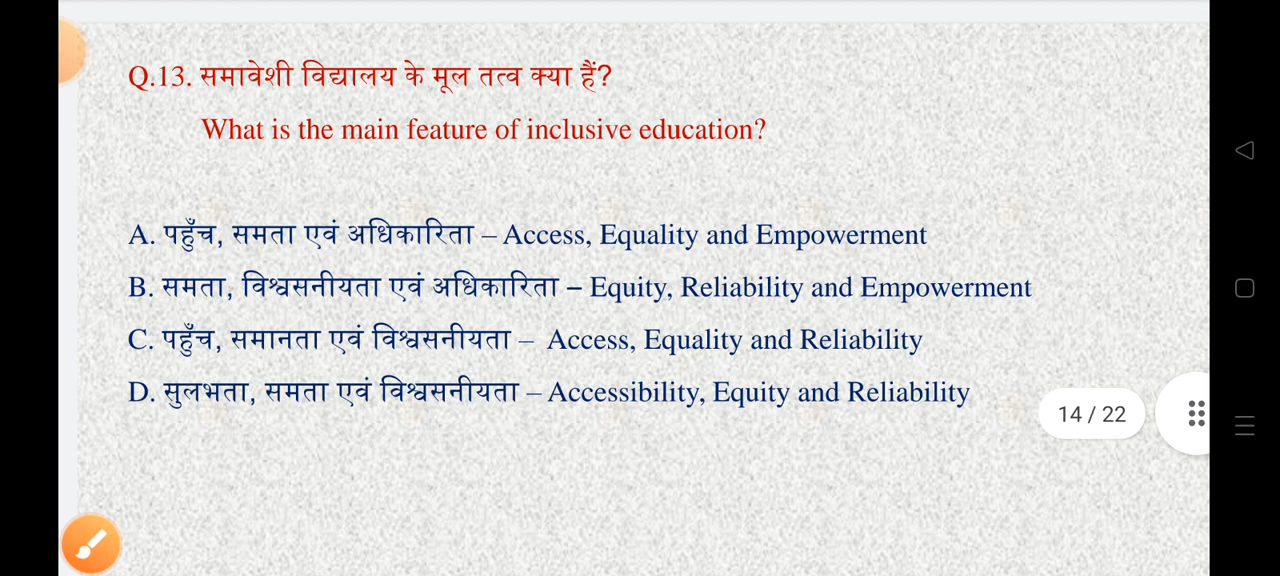 Q.13. समावेशी विद्यालय के मूल तत्व क्या हैं?
What is the main feature of inclusive education?
A. पहुँच, समता एवं अधिकारिता – Access, Equality and Empowerment
B. समता, विश्वसनीयता एवं अधिकारिता – Equity, Reliability and Empowerment
C. पहुँच, समानता एवं विश्वसनीयता – Access, Equality and Reliability
D. सुलभता, समता एवं विश्वसनीयता – Accessibility, Equity and Reliability
14 / 22